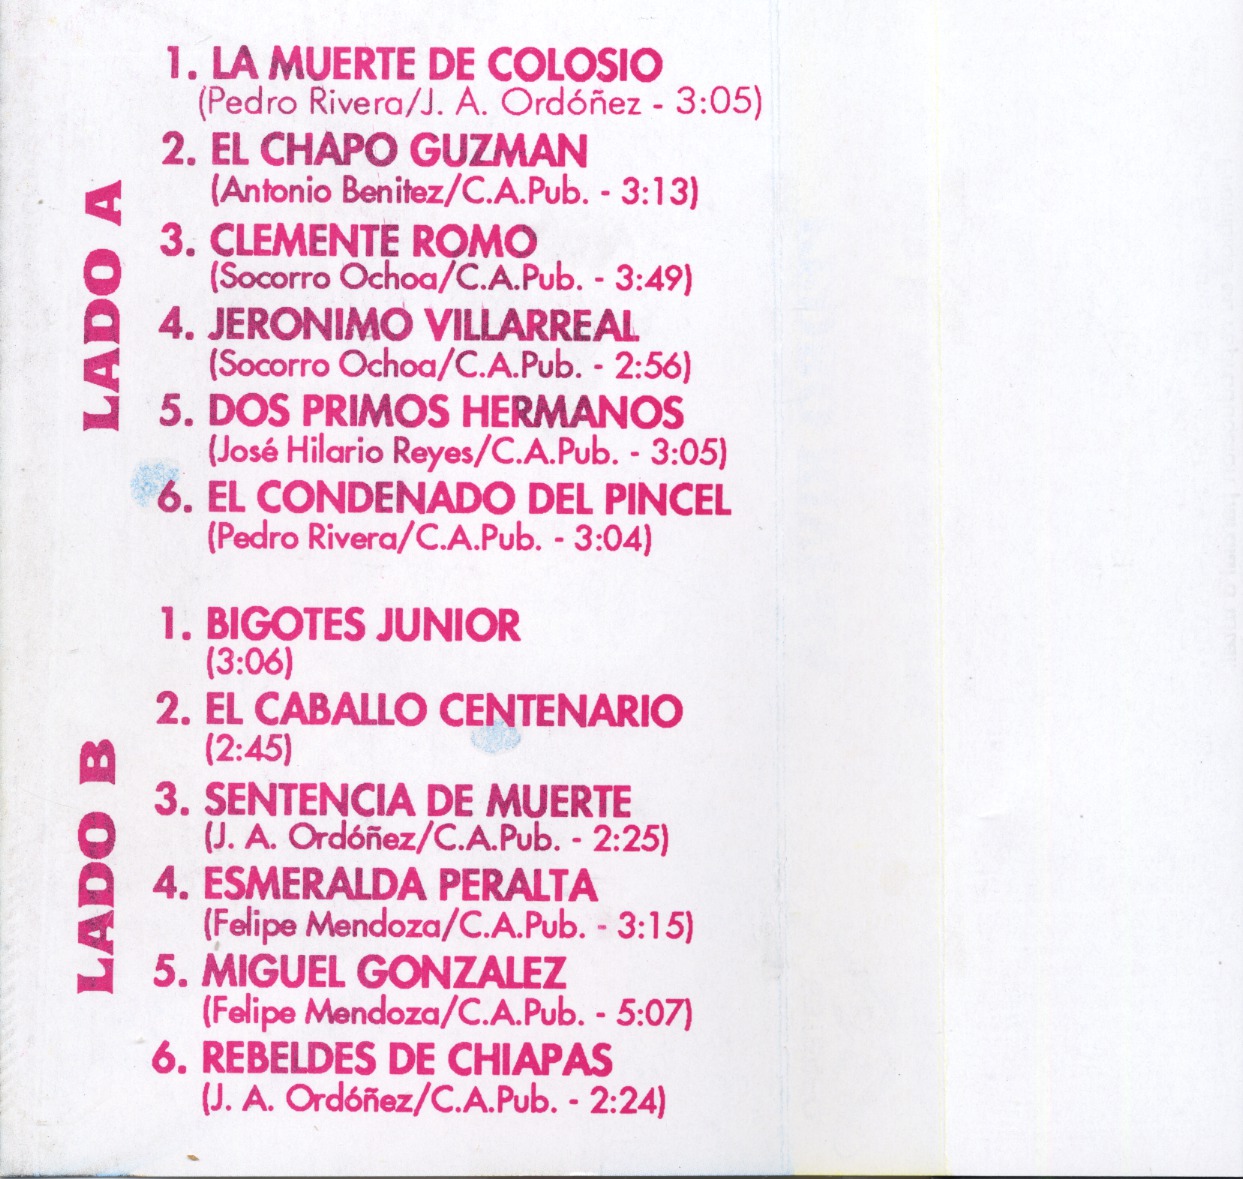 LADO A
1. LA MUERTE DE COLOSIO
(Pedro Rivera/J. A. Ordóñez - 3:05)
2. EL CHAPO GUZMAN
(Antonio Benitez/C.A.Pub. - 3:13)
3. CLEMENTE ROMO
(Socorro Ochoa/C.A.Pub. - 3:49)
4. JERONIMO VILLARREAL
(Socorro Ochoa/C.A.Pub. - 2:56)
5. DOS PRIMOS HERMANOS
(José Hilario Reyes/C.A.Pub. - 3:05)
6. EL CONDENADO DEL PINCEL
(Pedro Rivera/C.A.Pub. - 3:04)
LADO B
1. BIGOTES JUNIOR
(3:06)
2. EL CABALLO CENTENARIO
(2:45)
3. SENTENCIA DE MUERTE
(J. A. Ordóñez/C.A.Pub. - 2:25)
4. ESMERALDA PERALTA
(Felipe Mendoza/C.A.Pub. - 3:15)
5. MIGUEL GONZALEZ
(Felipe Mendoza/C.A.Pub. - 5:07)
6. REBELDES DE CHIAPAS
(J. A. Ordóñez/C.A.Pub. - 2:24)